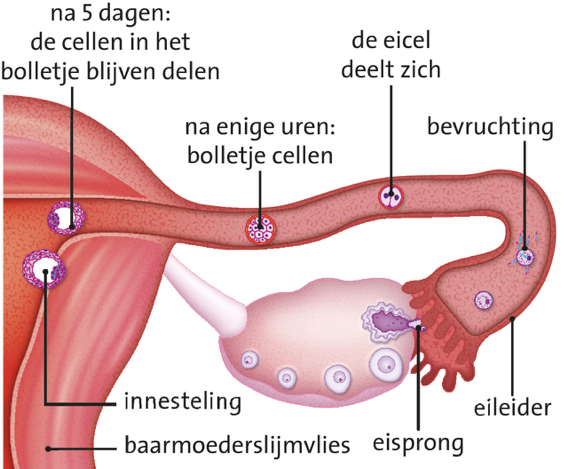 na 5 dagen:
de cellen in het
bolletje blijven delen
de eicel
deelt zich
na enige uren:
bolletje cellen
bevruchting
innesteling
baarmoederslijmvlies
eisprong
eileider